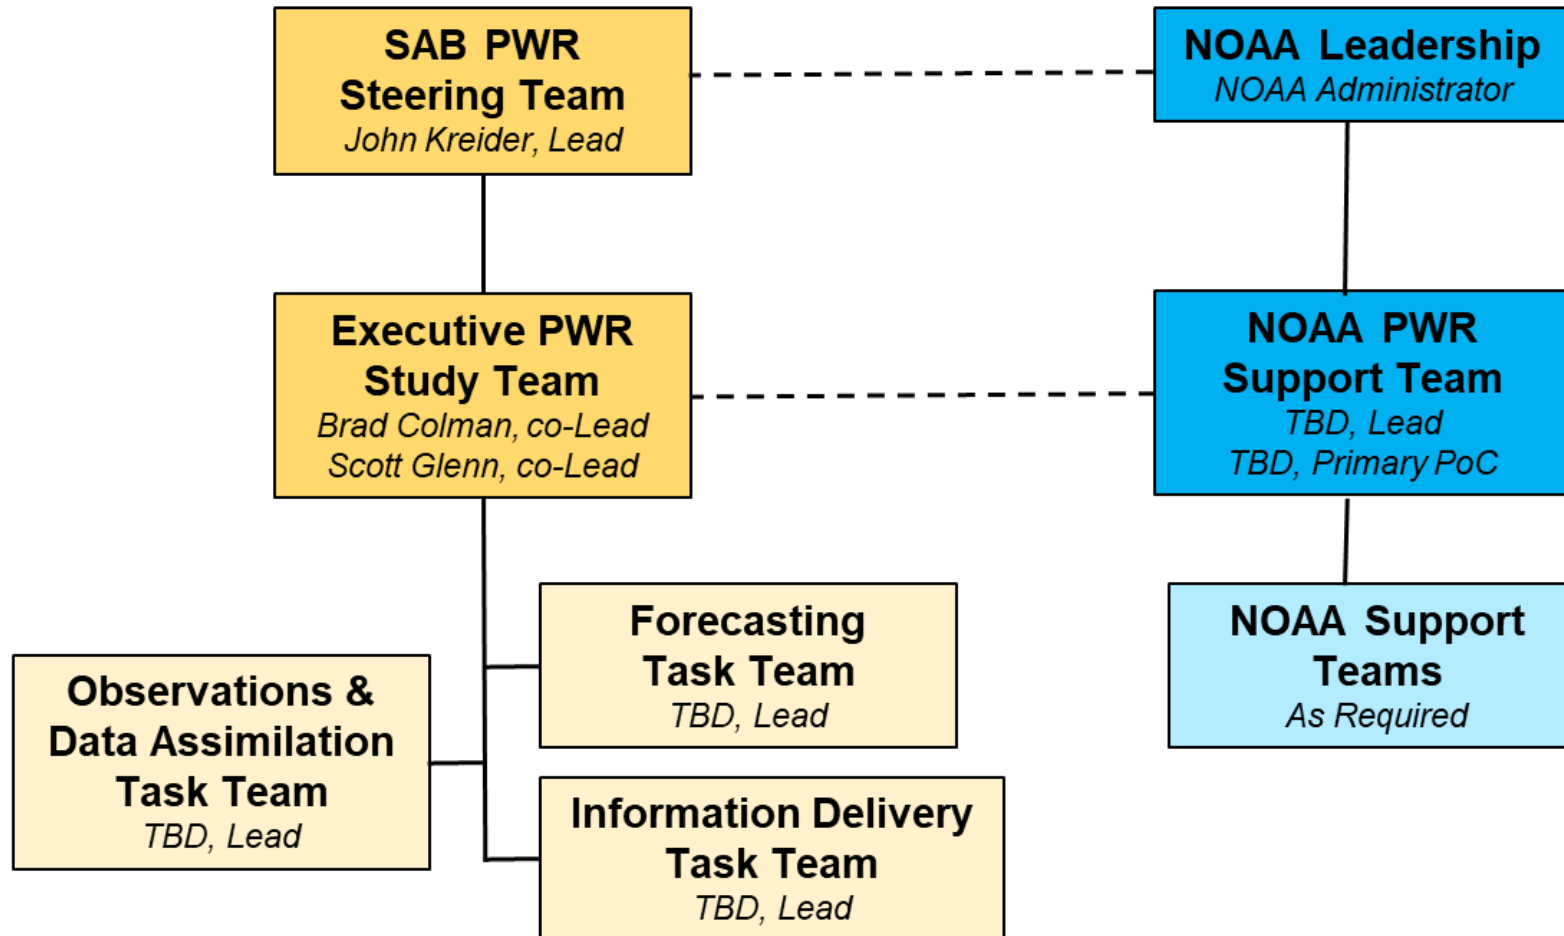 SAB PWR
Steering Team
John Kreider, Lead
NOAA Leadership
NOAA Administrator
Executive PWR
Study Team
Brad Colman, co-Lead
Scott Glenn, co-Lead
NOAA PWR
Support Team
TBD, Lead
TBD, Primary PoC
Forecasting
Task Team
TBD, Lead
NOAA Support
Teams
As Required
Observations &
Data Assimilation
Task Team
TBD, Lead
Information Delivery
Task Team
TBD, Lead